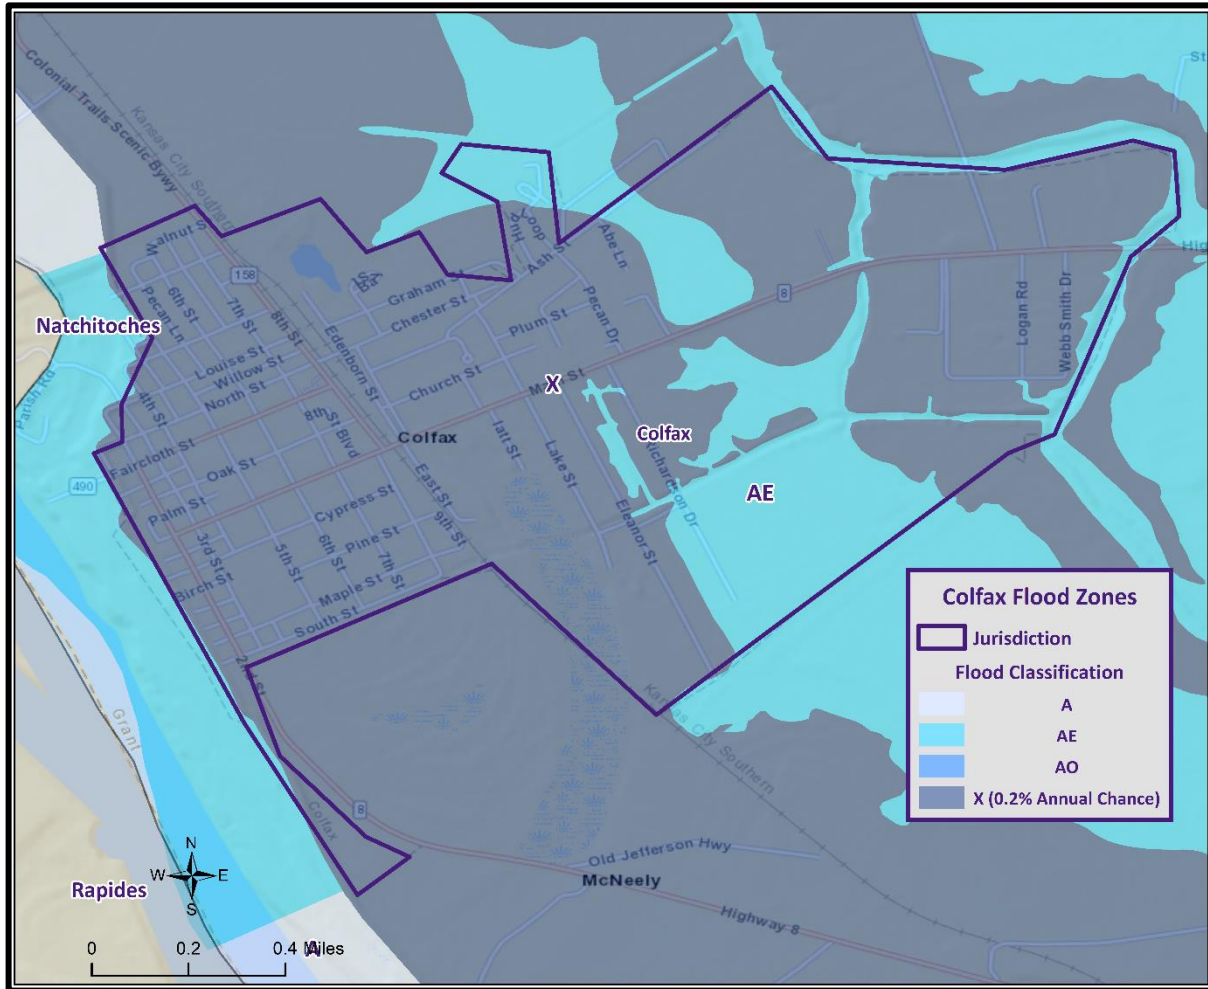 Colonial Trails Scenic Bywy
Kansas City Southern
St
Walnut S
158
Hurd
Loop
Ash St
Abe Ln
Hig
Pecan Ln
6th St
7th St
8th St
Graham St
Chester St
Plum St
Pecan Dr
8
Logan Rd
Webb Smith Dr
Natchitoches
Parish Rd
Louise St
Willow St
North St
Edenborn St
Church St
Main St
X
4th St
8th St Blvd
Colfax
Colfax
Faircloth St
Oak St
Iatt St
Lake St
Richardson Dr
490
Palm St
Cypress St
East St
9th St
AE
Eleanor St
3rd St
Pine St
Birch St
5th St
6th St
7th St
Maple St
South St
2nd St
Kansas City Southern
Grant
Colfax
8
Colfax Flood Zones
Jurisdiction
Flood Classification
A
AE
AO
X (0.2% Annual Chance)
N
W
E
S
Rapides
Old Jefferson Hwy
McNeely
Highway 8
A
0 0.2 0.4 Miles